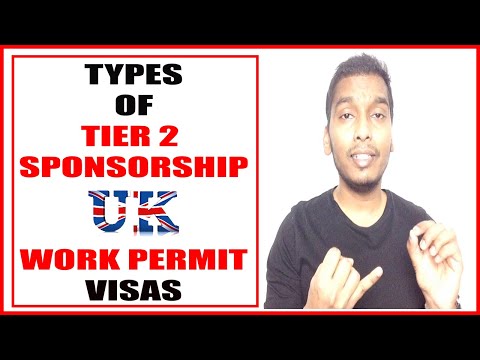 TYPES
OF
TIER 2
SPONSORSHIP
UK
WORK PERMIT
VISAS